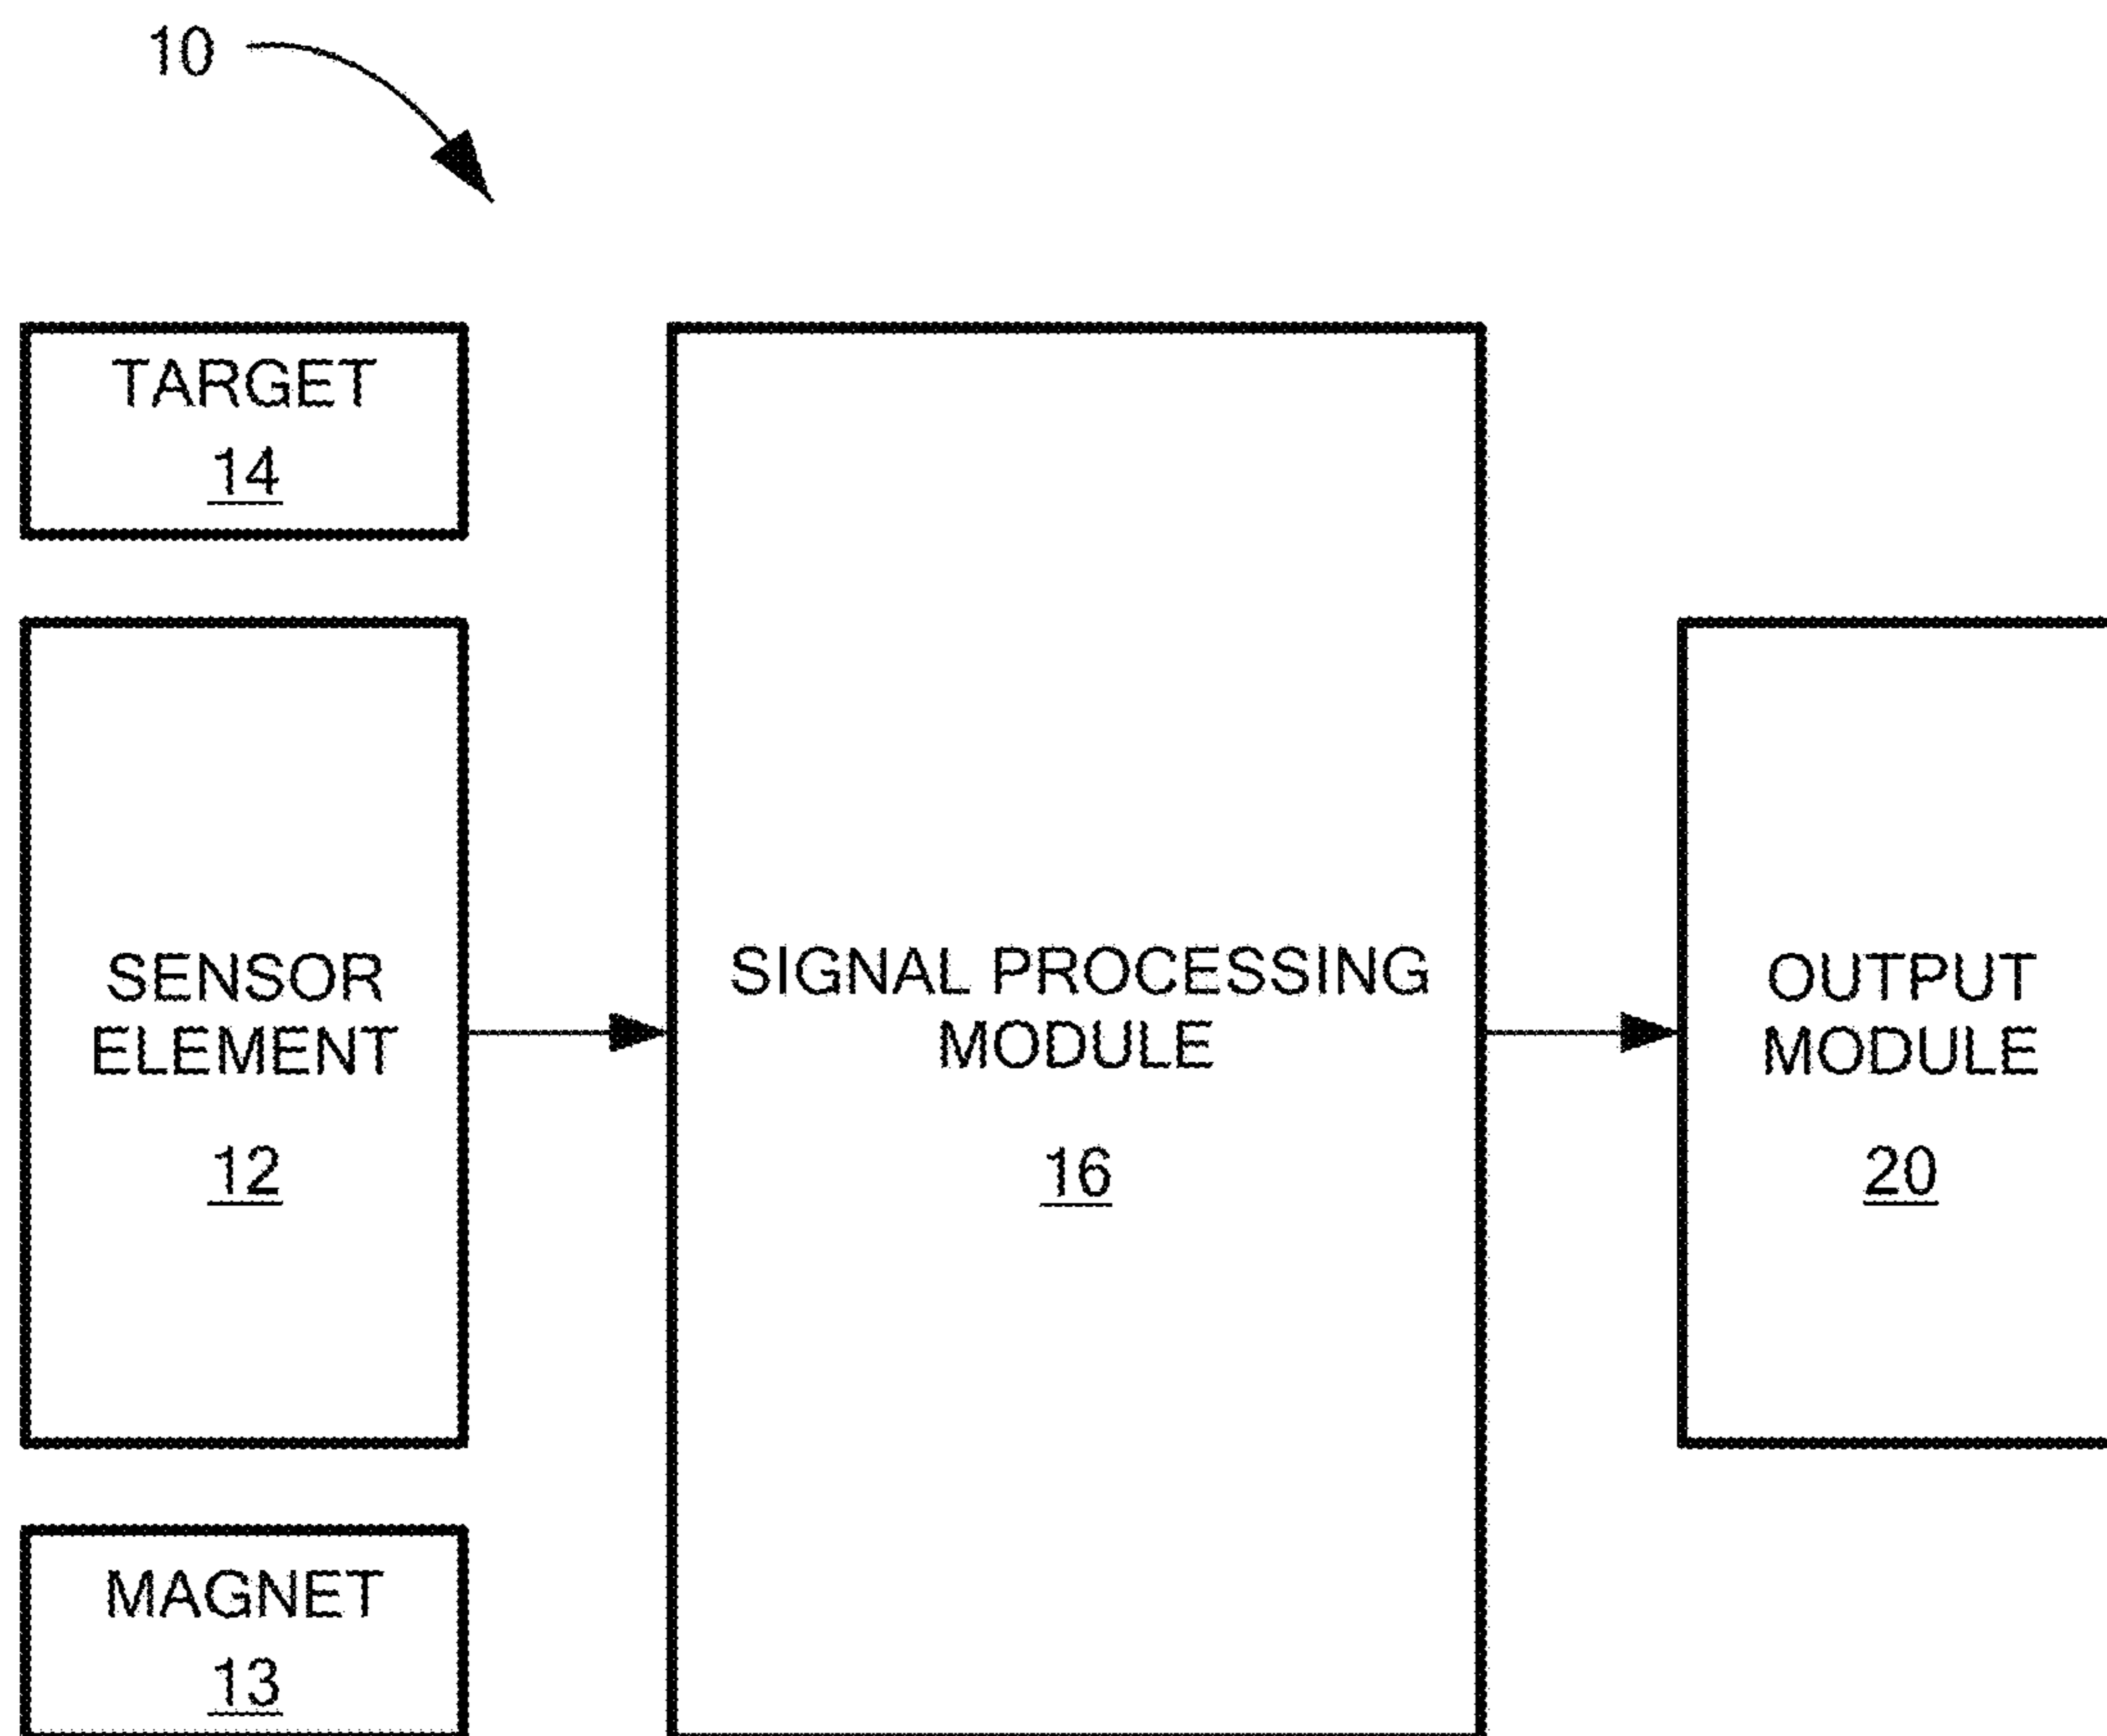 10
TARGET
14
SENSOR
ELEMENT
12
MAGNET
13
SIGNAL PROCESSING
MODULE
16
OUTPUT
MODULE
20